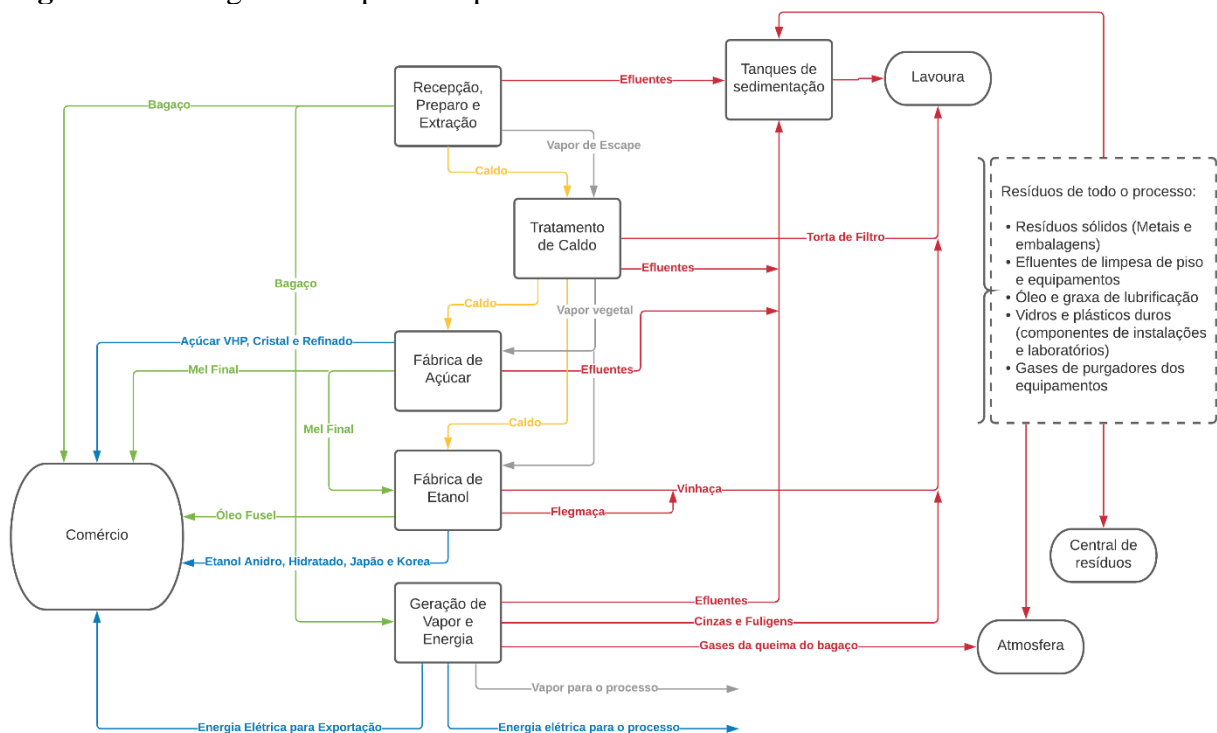 Recepção,
Preparo e
Extração
Efluentes
Tanques de
sedimentação
Lavoura
Bagaço
Vapor de Escape
Caldo
Resíduos de todo o processo:
• Resíduos sólidos (Metais e
embalagens)
• Efluentes de limpesa de piso
e equipamentos
• Óleo e graxa de lubrificação
• Vidros e plásticos duros
(componentes de instalações
e laboratórios)
• Gases de purgadores dos
equipamentos
Tratamento
de Caldo
Torta de Filtro
Efluentes
Bagaço
Caldo
Vapor vegetal
Açúcar VHP, Cristal e Refinado
Fábrica de
Açúcar
Mel Final
Efluentes
Mel Final
Caldo
Fábrica de
Etanol
Vinhaça
Flegmaça
Óleo Fusel
Comércio
Etanol Anidro, Hidratado, Japão e Korea
Central de
resíduos
Geração de
Vapor e
Energia
Efluentes
Cinzas e Fuligens
Gases da queima do bagaço
Atmosfera
Vapor para o processo
Energia Elétrica para Exportação
Energia elétrica para o processo